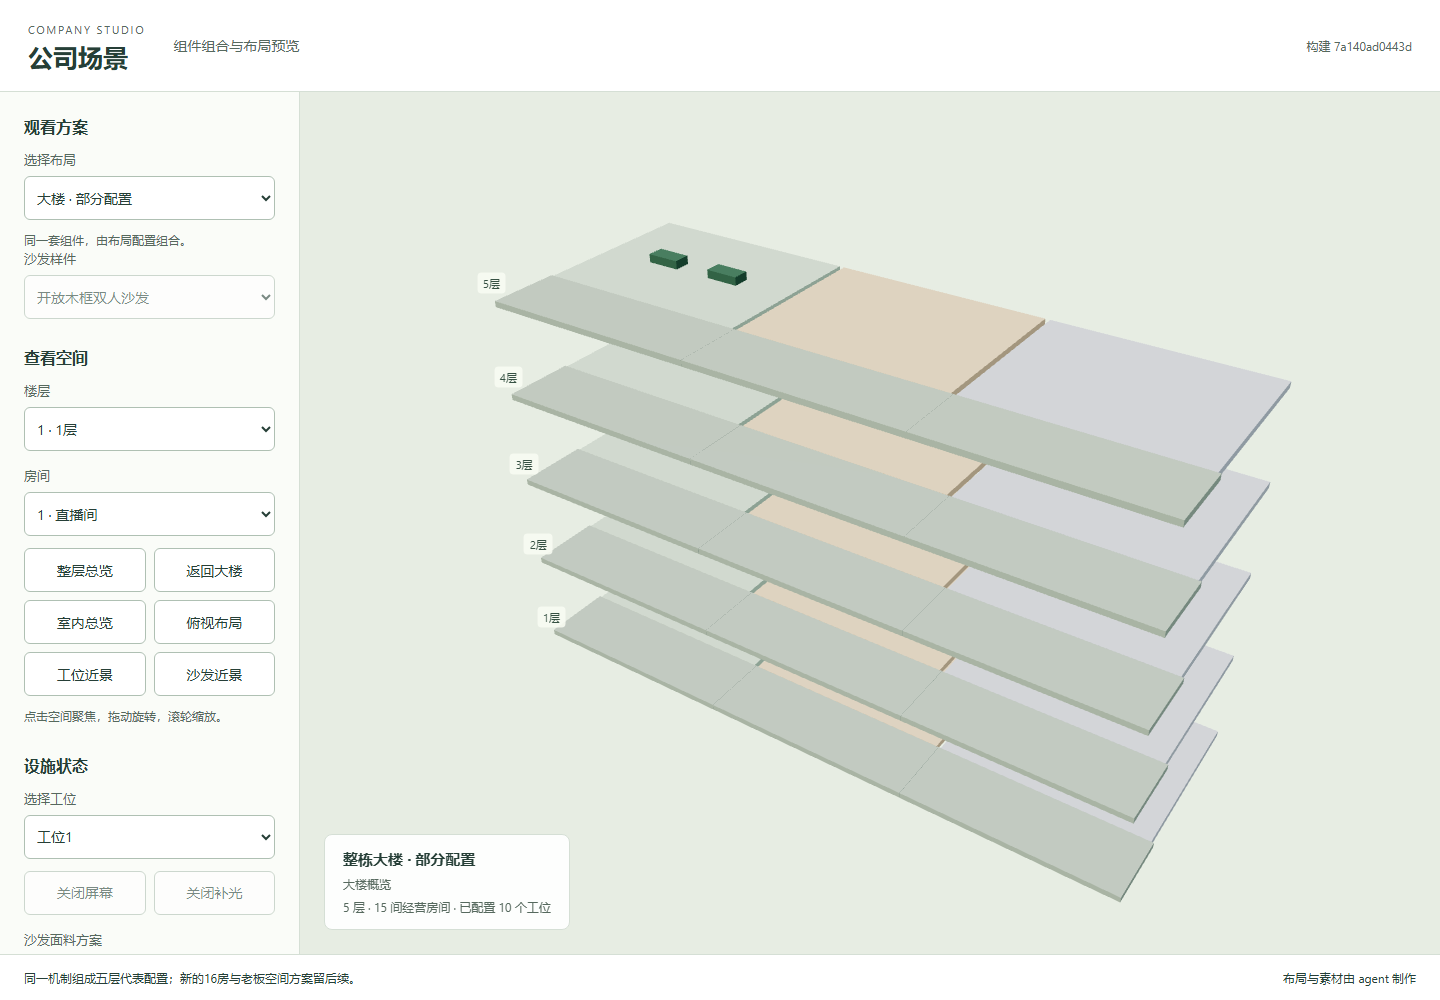 COMPANY STUDIO
公司场景
组件组合与布局预览
构建 7a140ad0443d
观看方案
选择布局
大楼 · 部分配置
同一套组件，由布局配置组合。
沙发样件
开放木框双人沙发
查看空间
楼层
1 · 1层
房间
1 · 直播间
整层总览
返回大楼
室内总览
俯视布局
工位近景
沙发近景
点击空间聚焦，拖动旋转，滚轮缩放。
设施状态
选择工位
工位1
关闭屏幕
关闭补光
沙发面料方案
5层
4层
3层
2层
1层
整栋大楼 · 部分配置
大楼概览
5 层 · 15 间经营房间 · 已配置 10 个工位
同一机制组成五层代表配置；新的16房与老板空间方案留后续。
布局与素材由 agent 制作